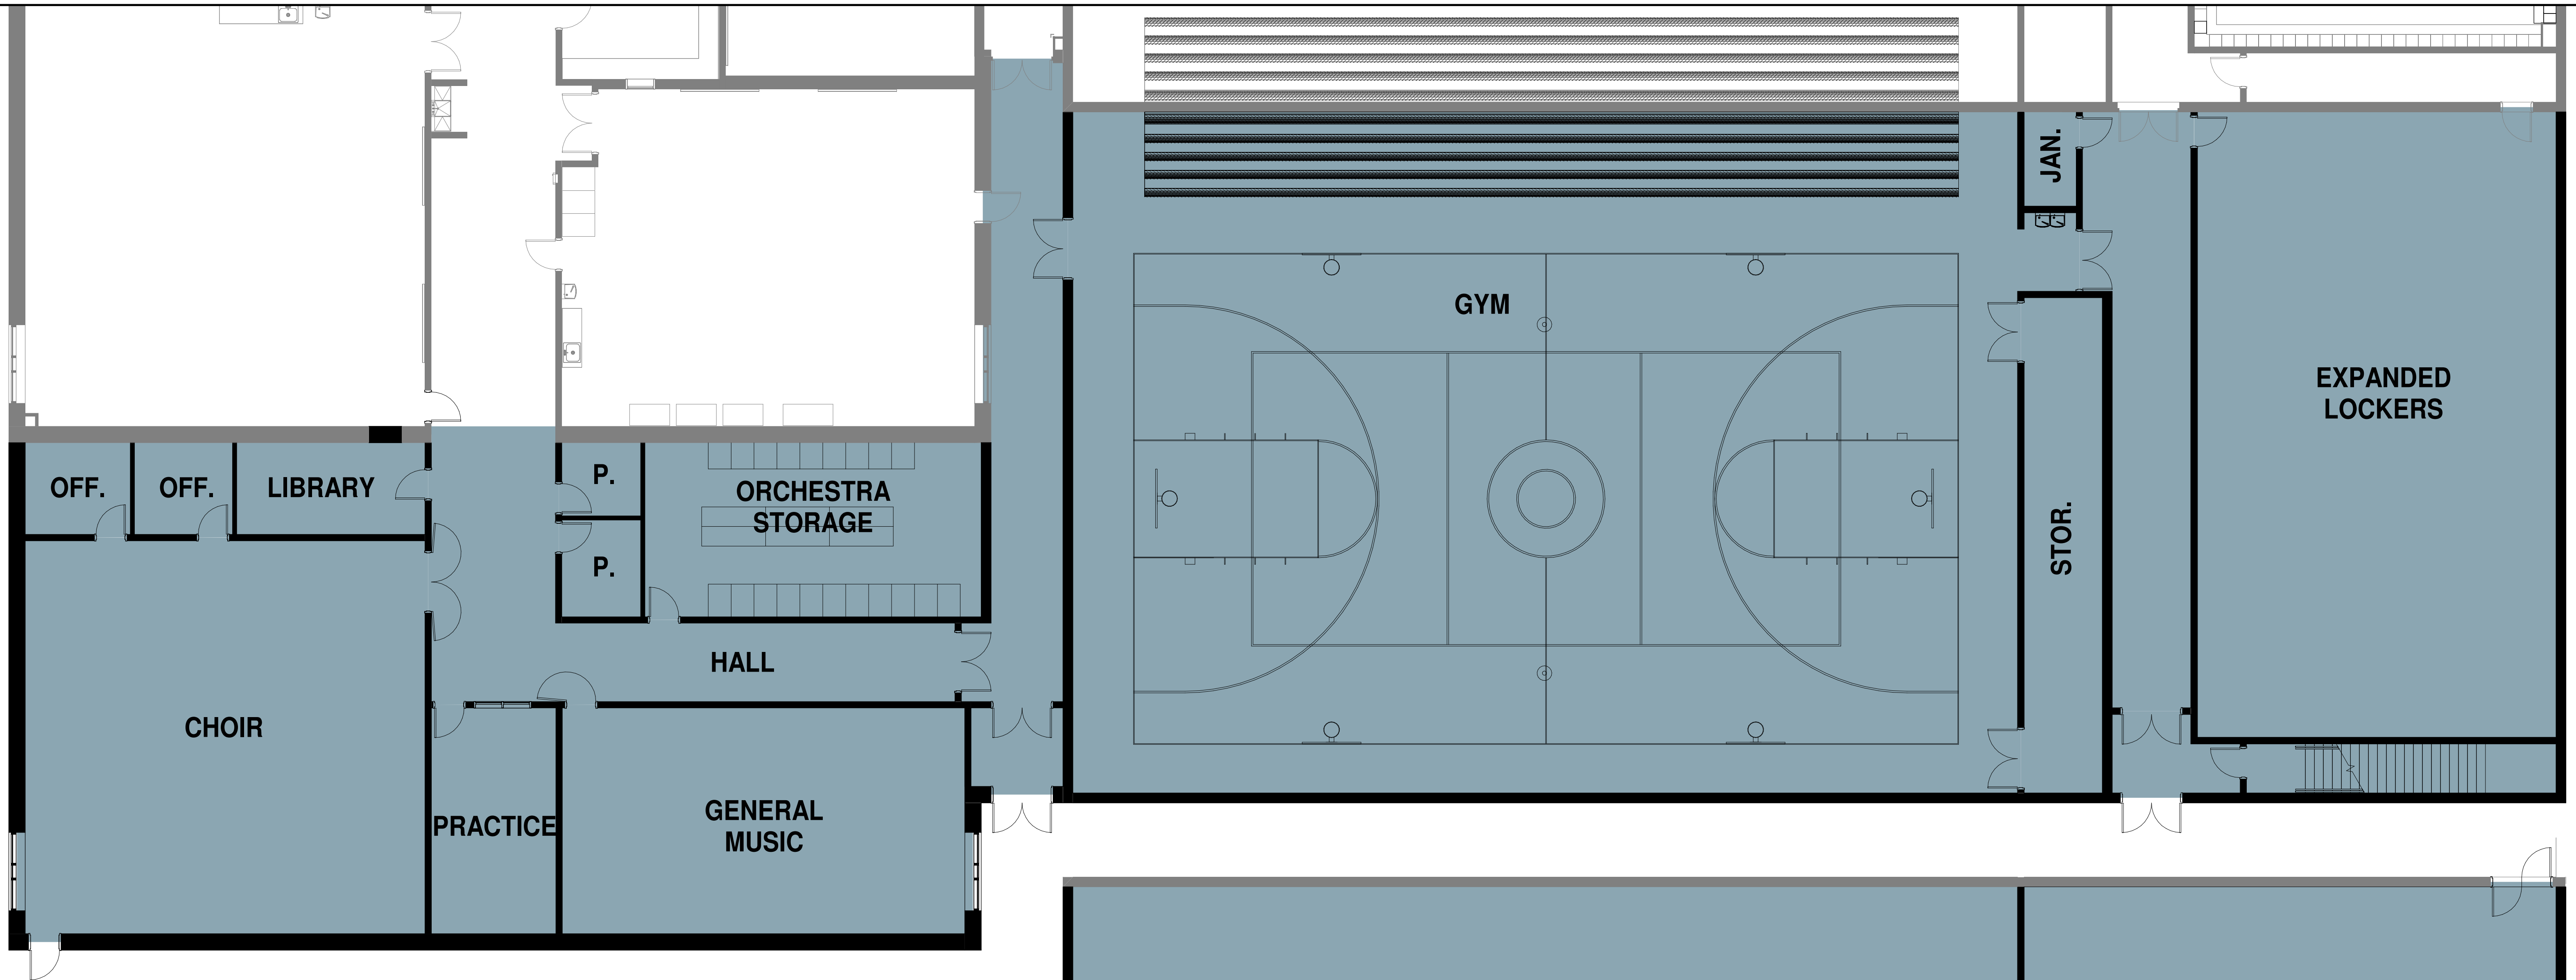 JAN.
GYM
EXPANDED
LOCKERS
OFF.
OFF.
LIBRARY
P.
ORCHESTRA
STORAGE
STOR.
P.
HALL
CHOIR
PRACTICE
GENERAL
MUSIC